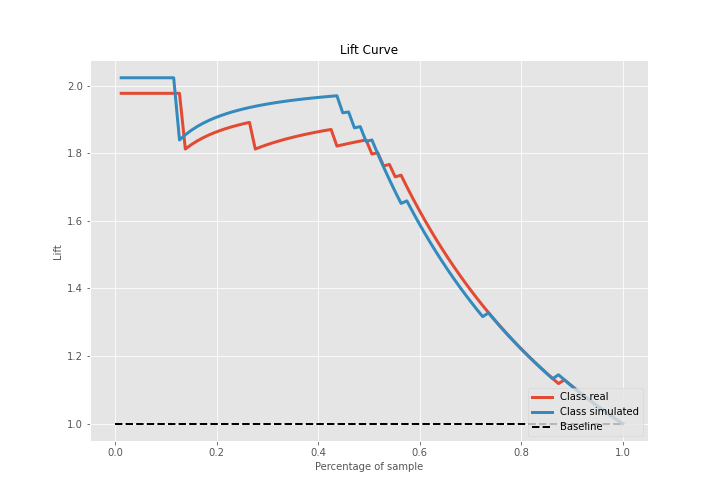 Lift Curve
2.0
1.8
1.6
1.4
1.2
1.0
Lift
0.0 0.2 0.4 0.6 0.8 1.0
Percentage of sample
Class real
Class simulated
Baseline